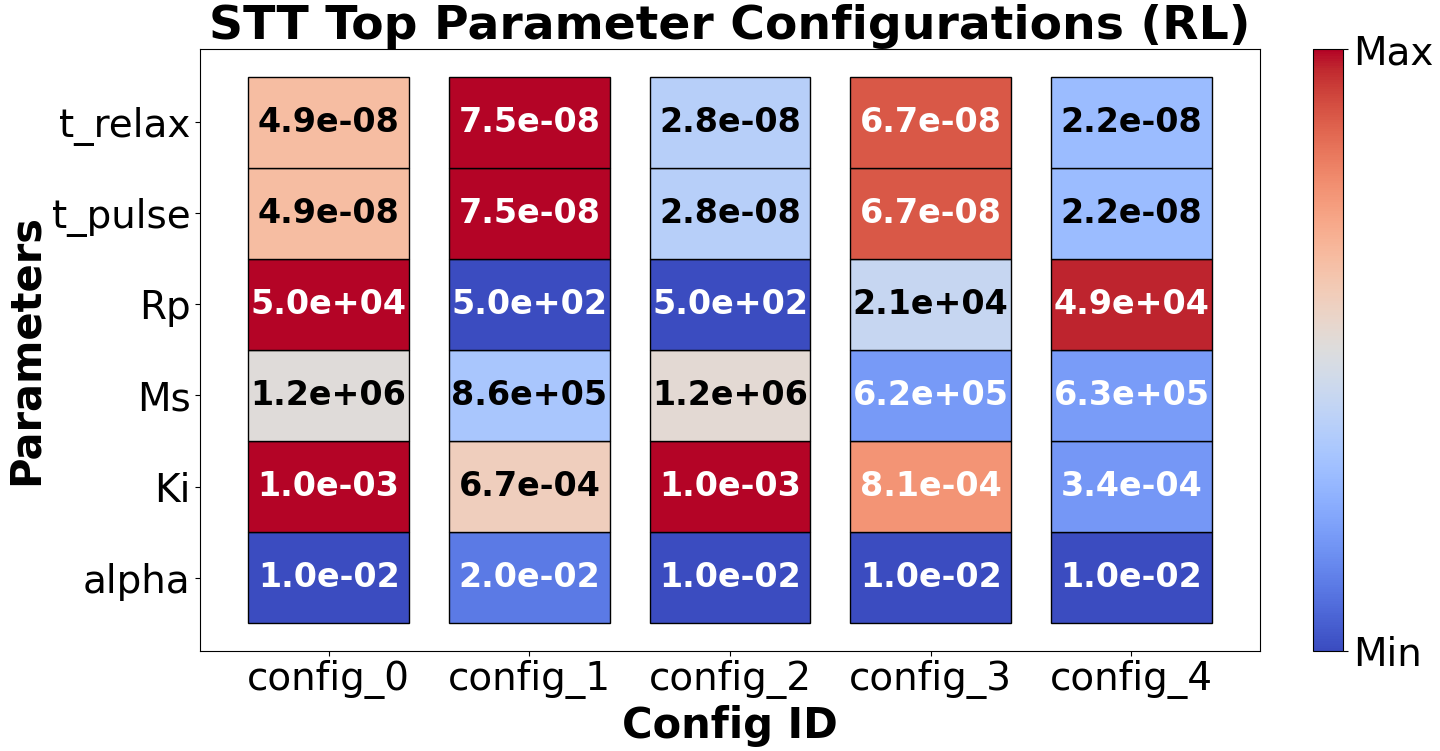 STT Top Parameter Configurations (RL)
Max
t_relax 4.9e-08 7.5e-08 2.8e-08 6.7e-08 2.2e-08
t_pulse 4.9e-08 7.5e-08 2.8e-08 6.7e-08 2.2e-08
Rp 5.0e+04 5.0e+02 5.0e+02 2.1e+04 4.9e+04
Ms 1.2e+06 8.6e+05 1.2e+06 6.2e+05 6.3e+05
Ki 1.0e-03 6.7e-04 1.0e-03 8.1e-04 3.4e-04
alpha 1.0e-02 2.0e-02 1.0e-02 1.0e-02 1.0e-02
Parameters
Min
config_0 config_1 config_2 config_3 config_4
Config ID